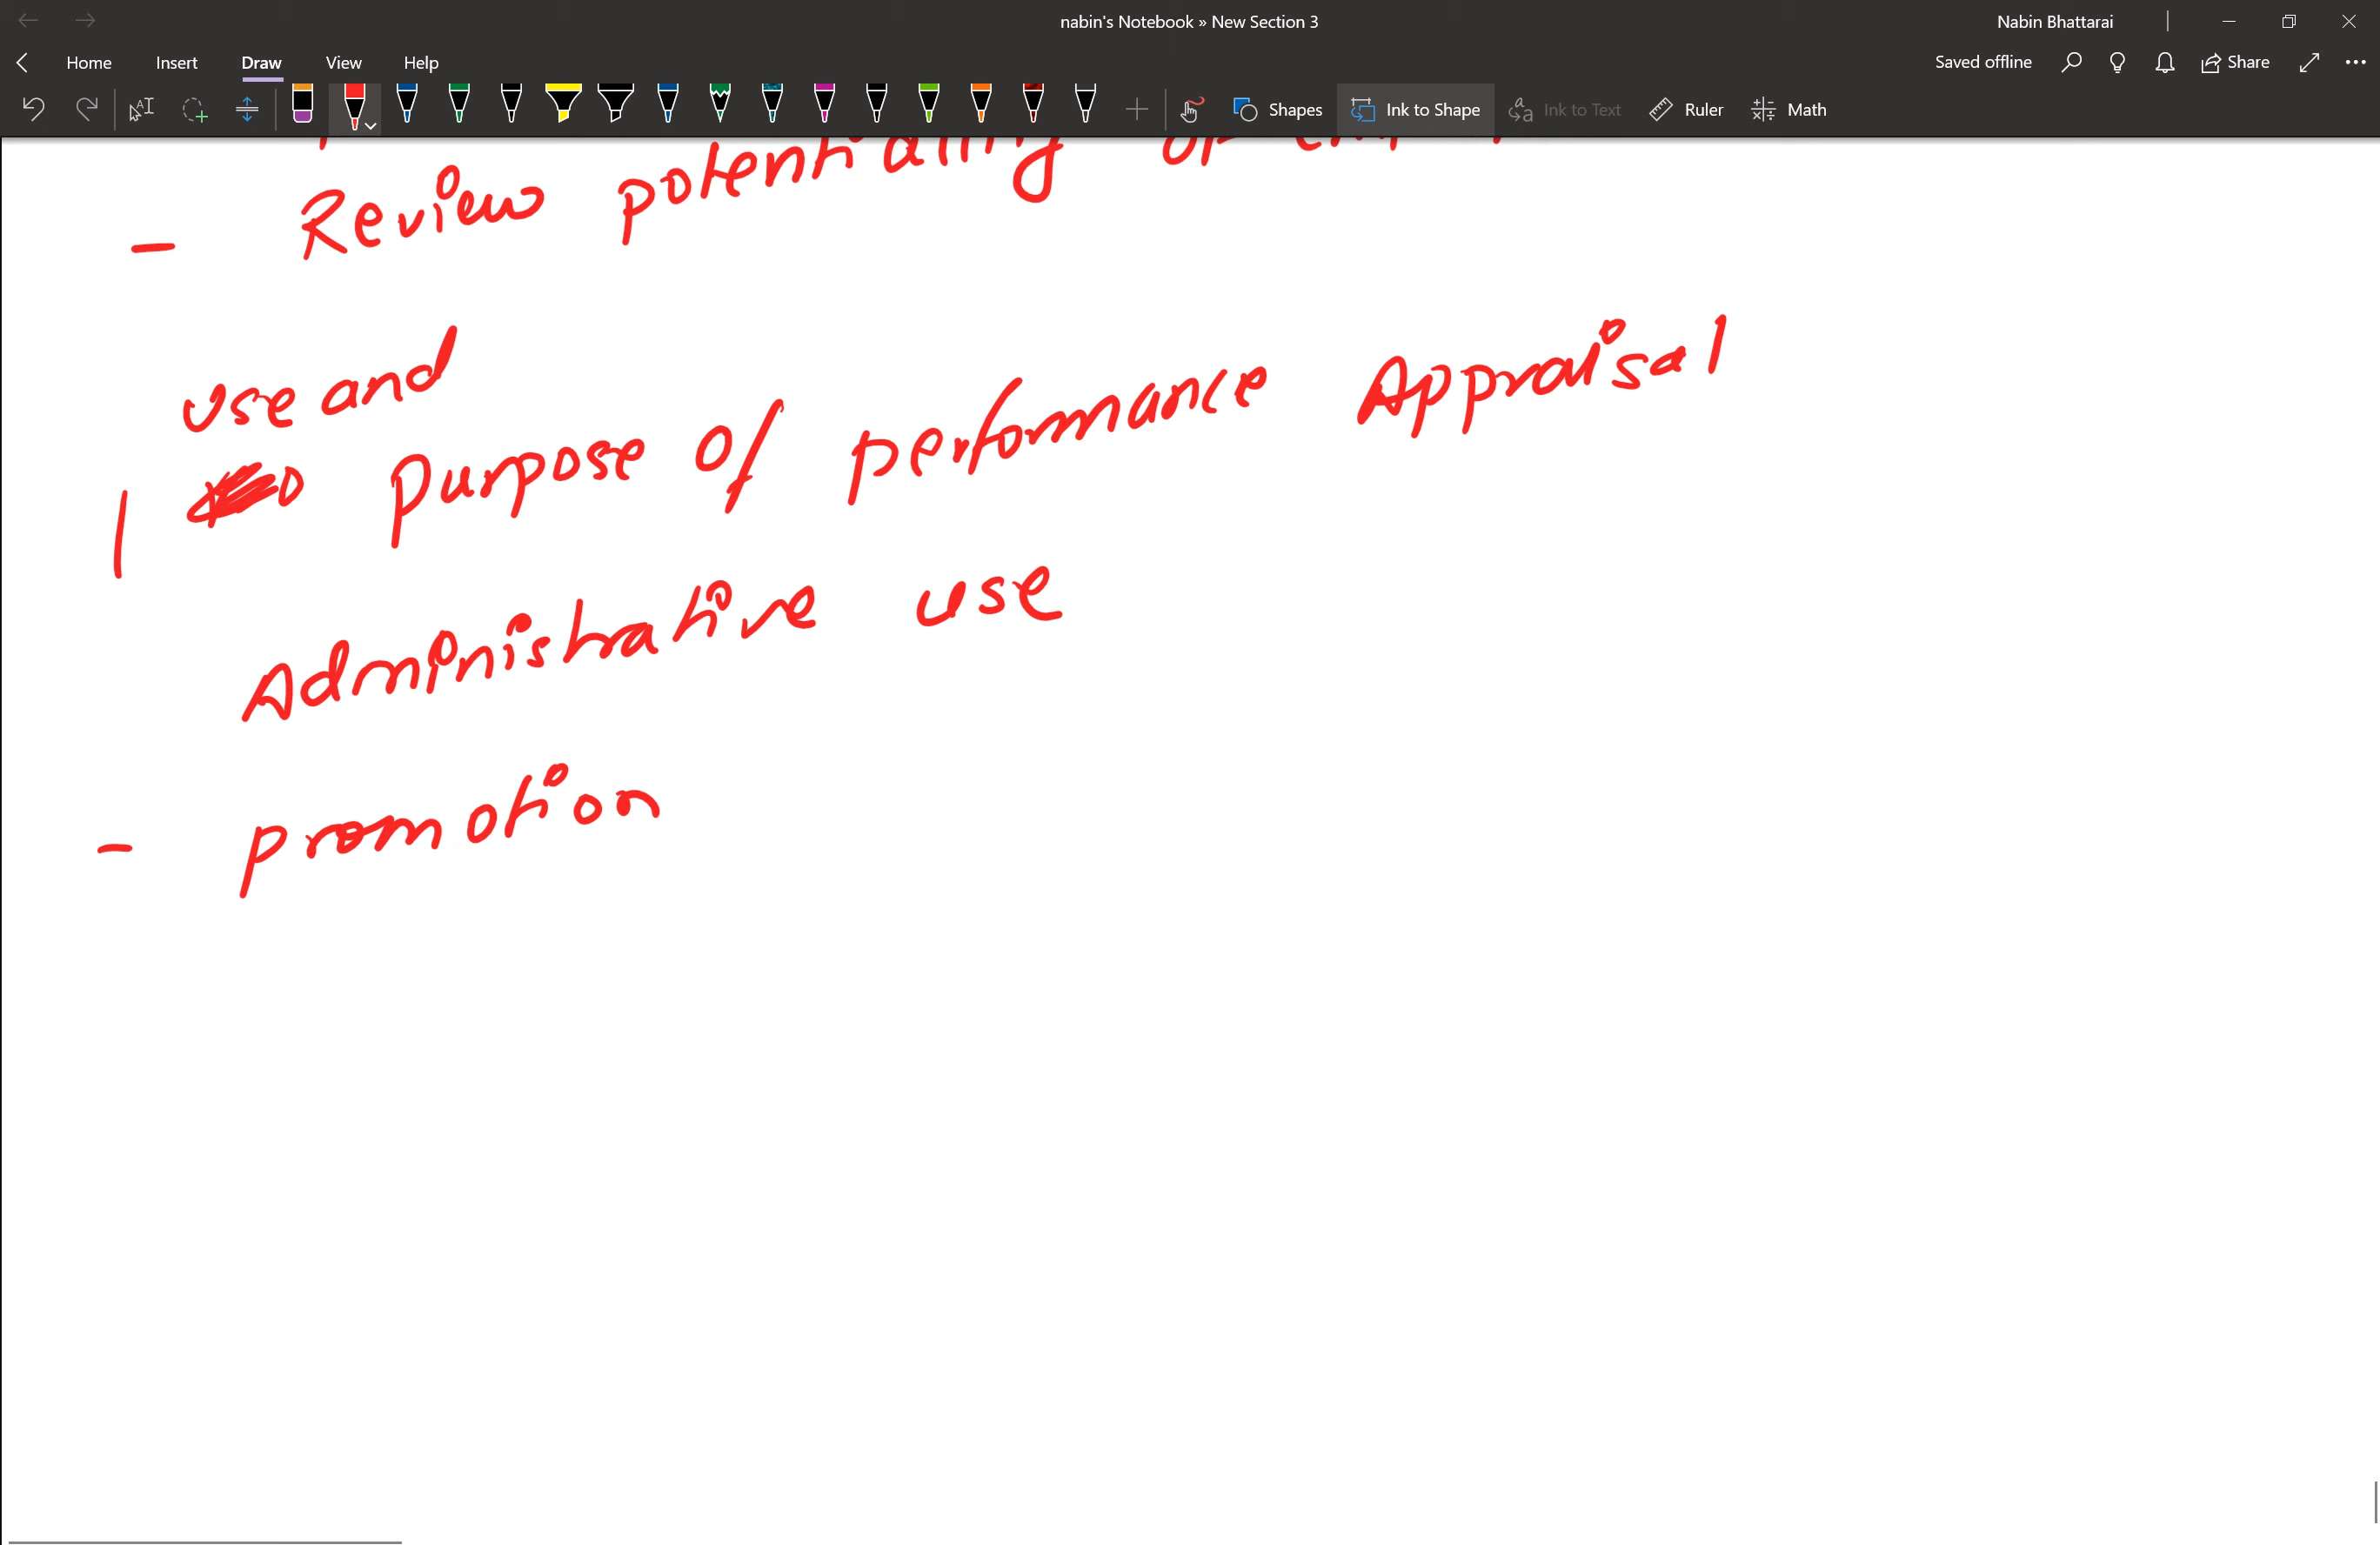 nabin's Notebook » New Section 3
Nabin Bhattarai
Home Insert Draw View Help
Saved offline
Share
Shapes
Ink to Shape
Ink to Text
Ruler
Math
- Review potentiality of
use and
purpose of performance Appraisal
Administrative use
- promotion